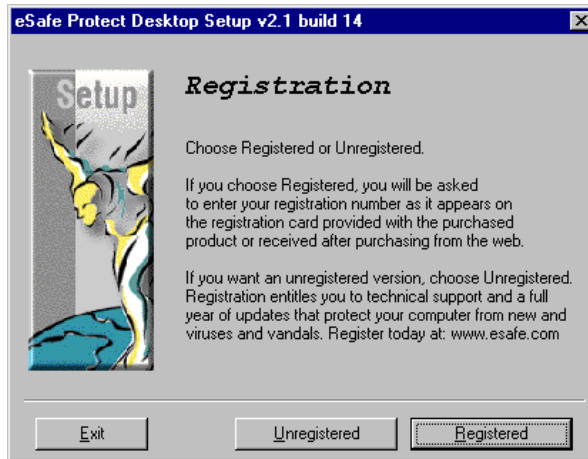 eSafe Protect Desktop Setup v2.1 build 14
Setup
Registration
Choose Registered or Unregistered.
If you choose Registered, you will be asked
to enter your registration number as it appears on
the registration card provided with the purchased
product or received after purchasing from the web.
If you want an unregistered version, choose Unregistered.
Registration entitles you to technical support and a full
year of updates that protect your computer from new and
viruses and vandals. Register today at: www.esafe.com
Exit
Unregistered
Registered